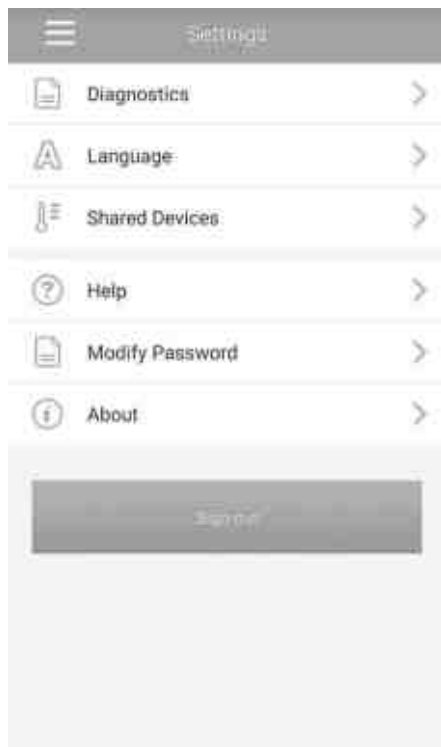 Settings
Diagnostics
Language
Shared Devices
Help
Modify Password
About
Sign out